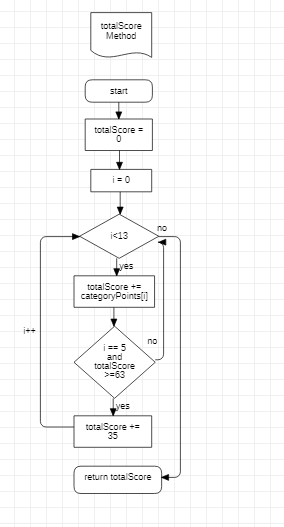 totalScore
Method
start
totalScore =
0
i = 0
i<13
no
yes
totalScore +=
categoryPoints[i]
i++
i == 5
and
totalScore
>=63
no
yes
totalScore +=
35
return totalScore